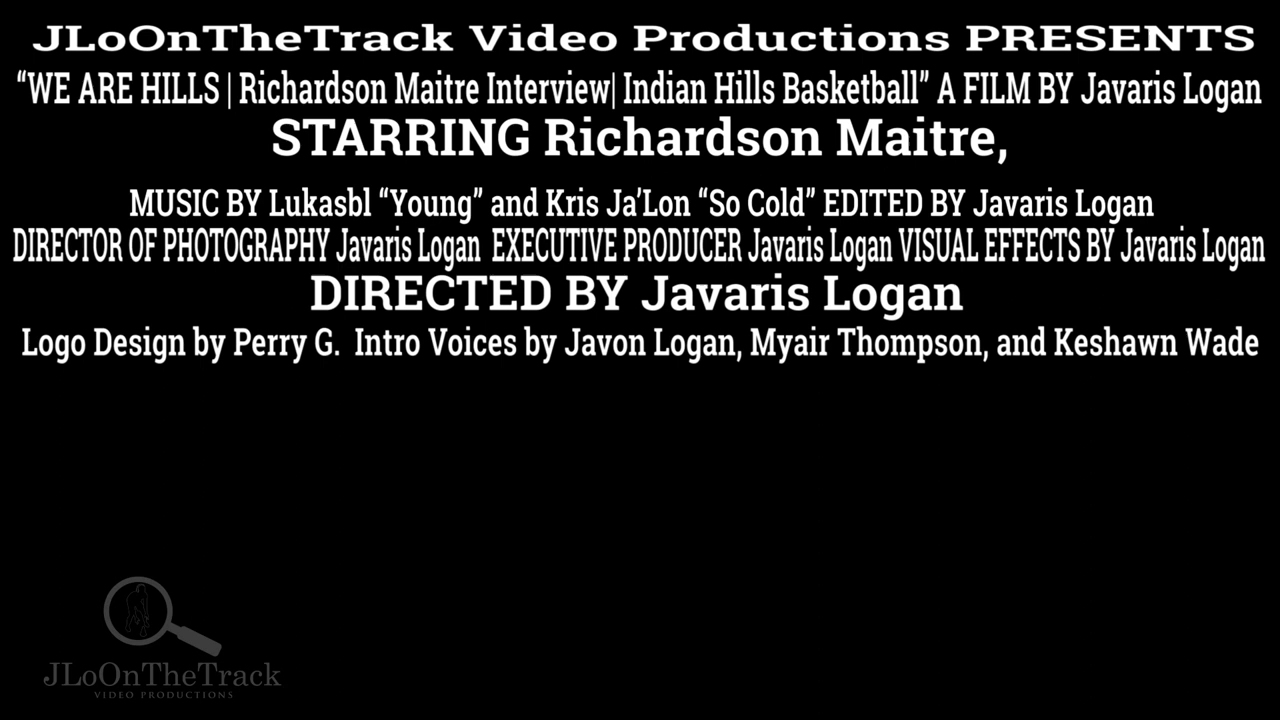 JLoOnTheTrack Video Productions PRESENTS
“WE ARE HILLS | Richardson Maitre Interview| Indian Hills Basketball” A FILM BY Javaris Logan
STARRING Richardson Maitre,
MUSIC BY Lukasbl “Young” and Kris Ja’Lon “So Cold” EDITED BY Javaris Logan
DIRECTOR OF PHOTOGRAPHY Javaris Logan EXECUTIVE PRODUCER Javaris Logan VISUAL EFFECTS BY Javaris Logan
DIRECTED BY Javaris Logan
Logo Design by Perry G. Intro Voices by Javon Logan, Myair Thompson, and Keshawn Wade
JLoOnTheTrack
VIDEO PRODUCTIONS